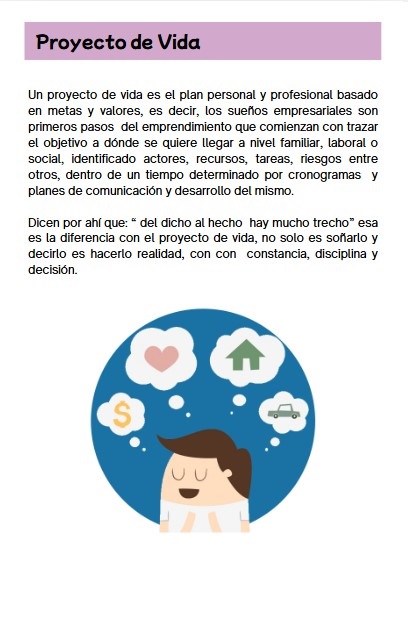 Proyecto de Vida
Un proyecto de vida es el plan personal y profesional basado
en metas y valores, es decir, los sueños empresariales son
primeros pasos del emprendimiento que comienzan con trazar
el objetivo a dónde se quiere llegar a nivel familiar, laboral o
social, identificado actores, recursos, tareas, riesgos entre
otros, dentro de un tiempo determinado por cronogramas y
planes de comunicación y desarrollo del mismo.
Dicen por ahí que: “ del dicho al hecho hay mucho trecho” esa
es la diferencia con el proyecto de vida, no solo es soñarlo y
decirlo es hacerlo realidad, con con constancia, disciplina y
decisión.
$